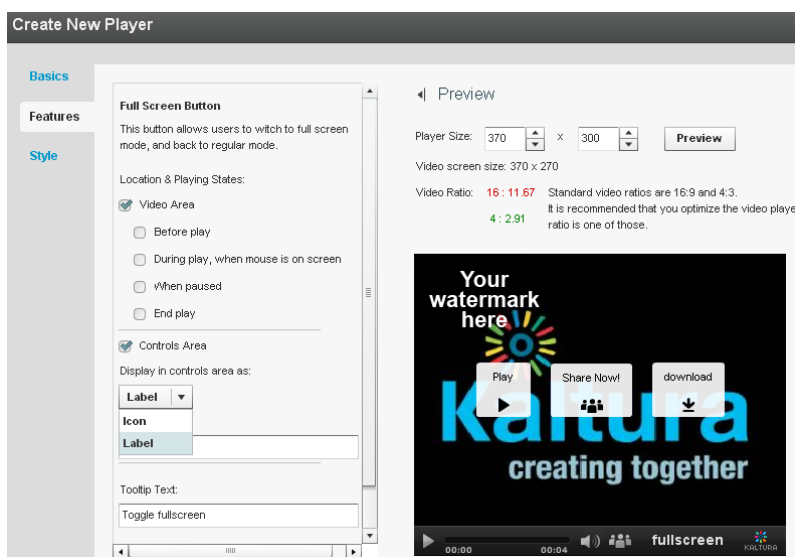 Create New Player
Basics
Features
Style
Full Screen Button
This button allows users to witch to full screen
mode, and back to regular mode.
Location & Playing States:
Video Area
Before play
During play, when mouse is on screen
When paused
End play
Controls Area
Display in controls area as:
Label
Icon
Label
Tooltip Text:
Toggle fullscreen
Preview
Player Size: 370 x 300 Preview
Video screen size: 370 x 270
Video Ratio: 16 : 11.67 Standard video ratios are 16:9 and 4:3.
It is recommended that you optimize the video playe
4 : 2.91 ratio is one of those.
Your
watermark
here
Play Share Now! download
Kaltura
creating together
00:00 00:04 fullscreen KALTURA